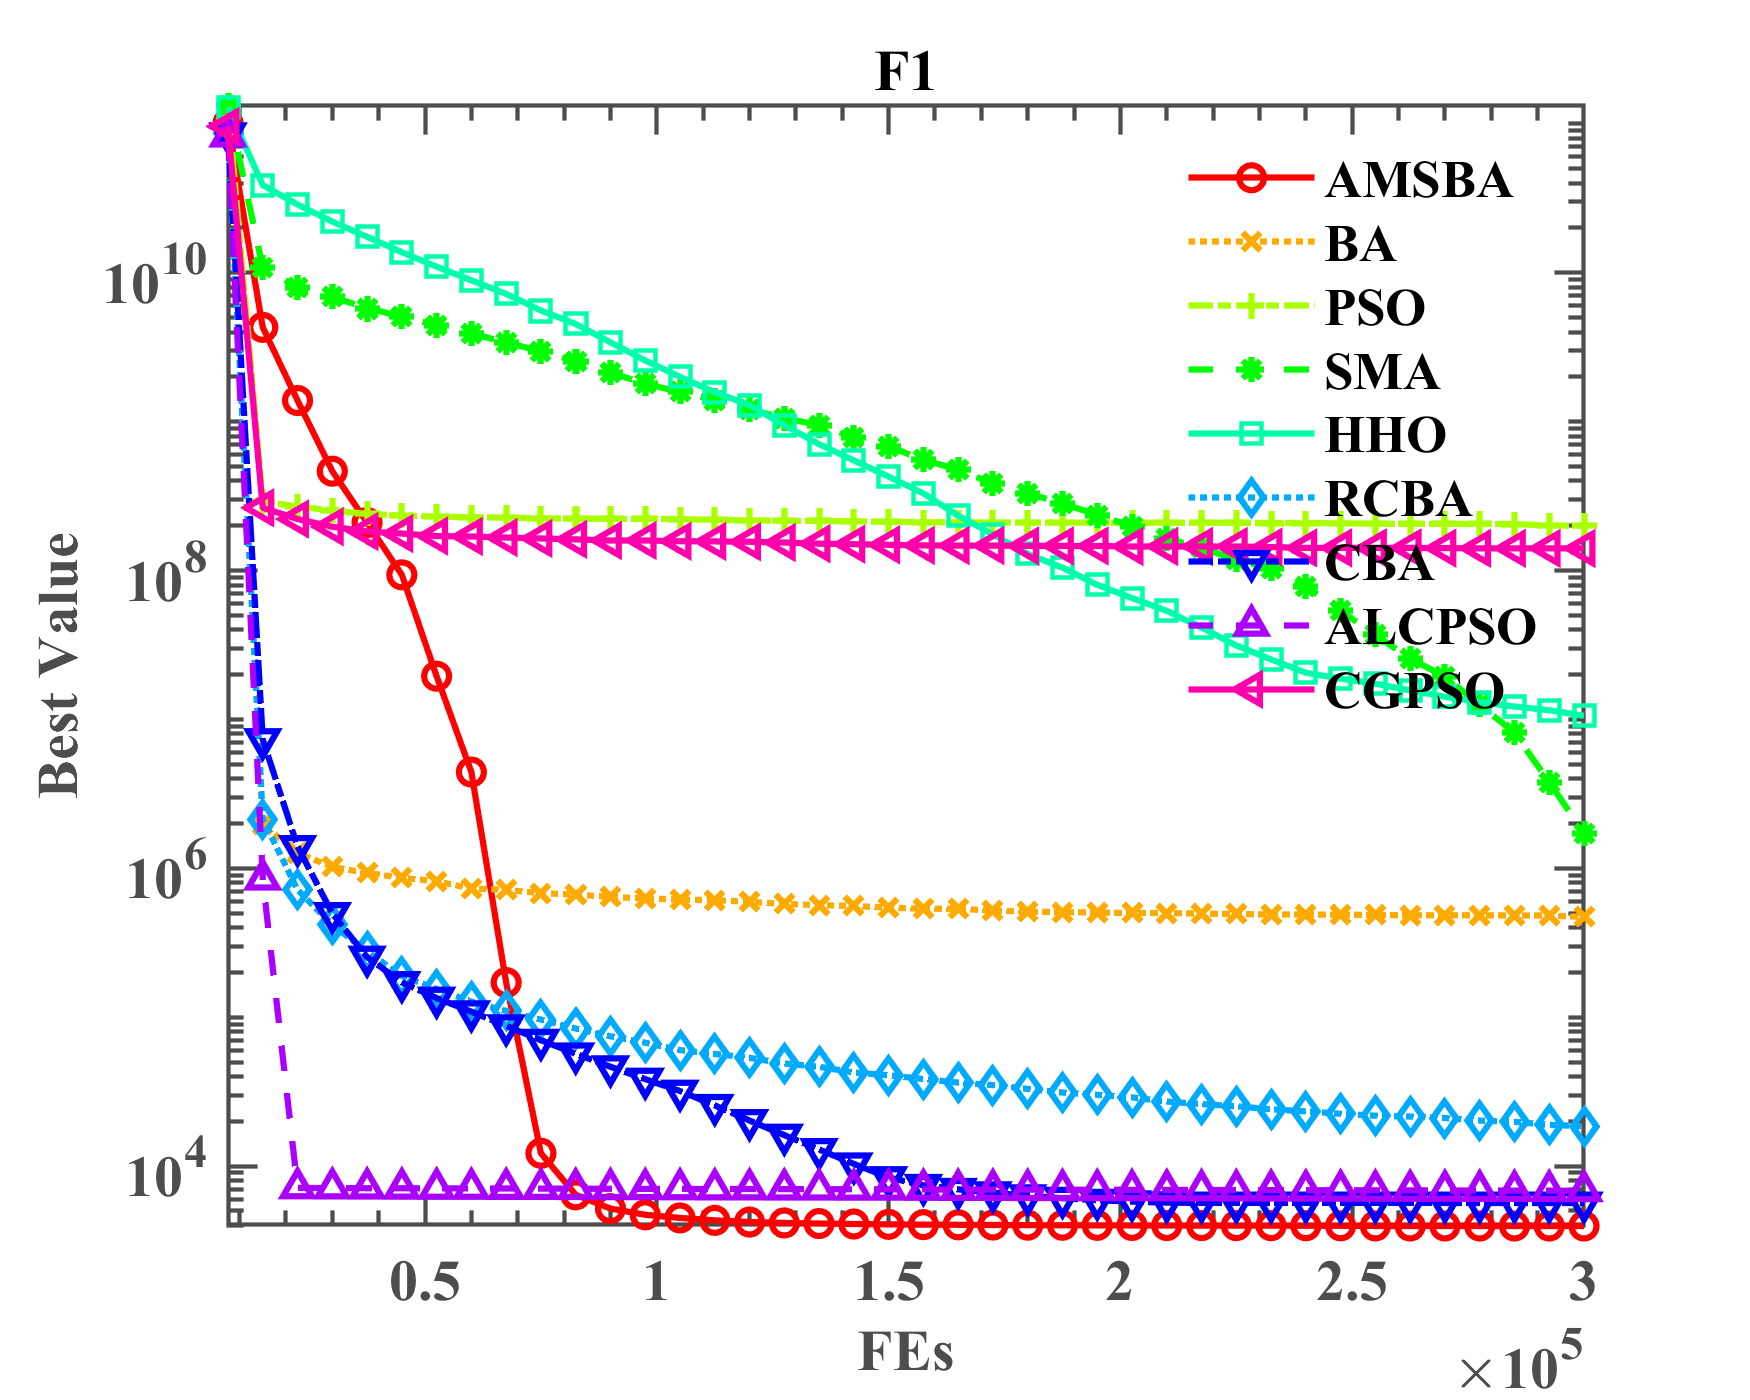 F1
AMSBA
BA
PSO
SMA
HHO
RCBA
CBA
ALCPSO
CGPSO
Best Value
10^10
10^8
10^6
10^4
0.5 1 1.5 2 2.5 3
FEs
×10^5